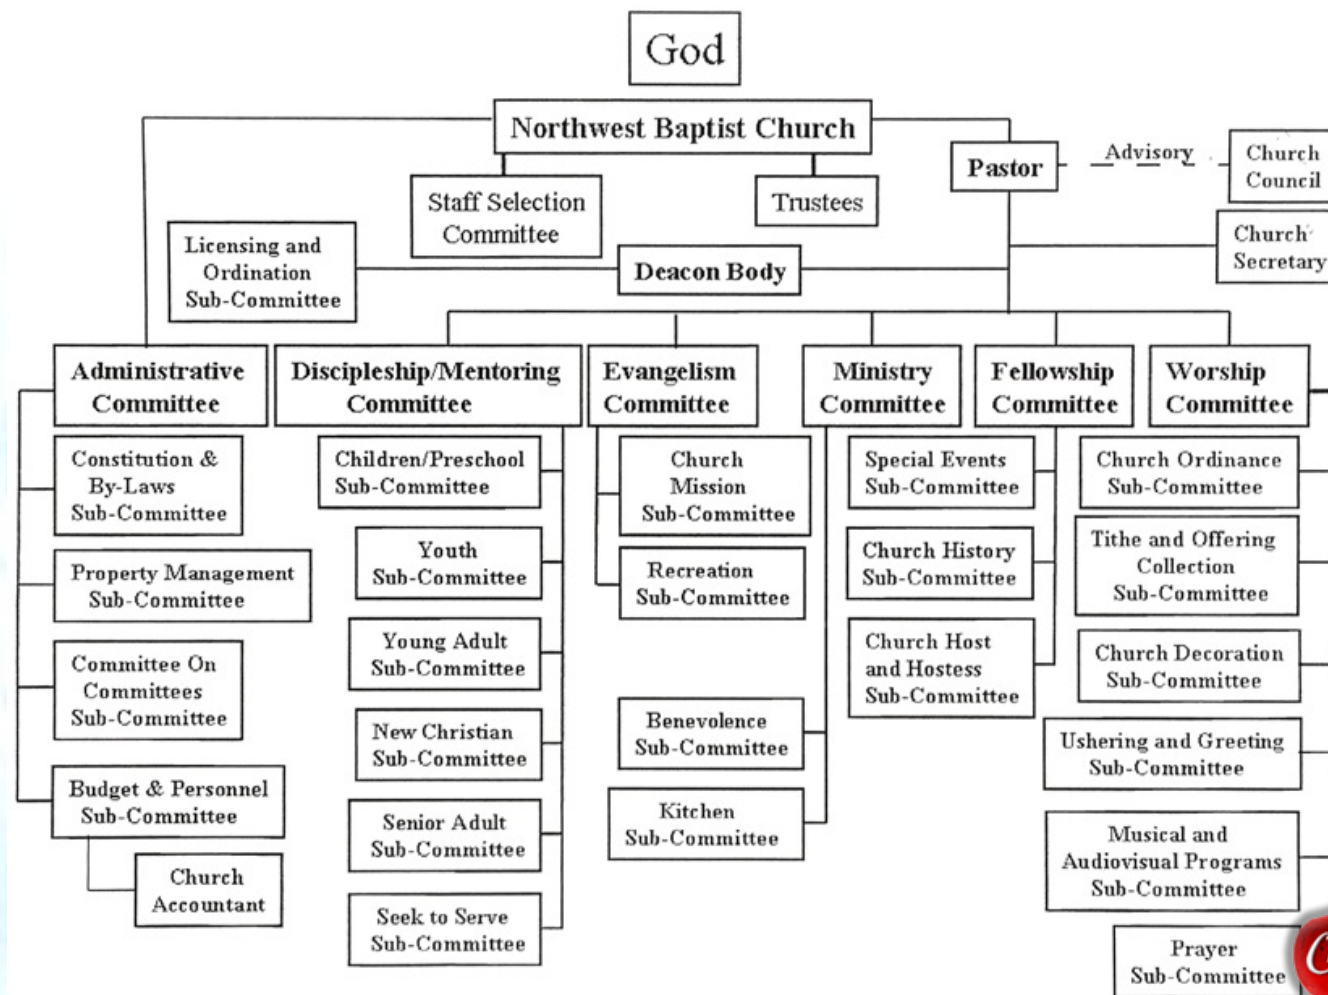 God
Northwest Baptist Church
Pastor
Advisory
Church
Council
Staff Selection
Committee
Trustees
Church
Secretary
Licensing and
Ordination
Sub-Committee
Deacon Body
Administrative
Committee
Discipleship/Mentoring
Committee
Evangelism
Committee
Ministry
Committee
Fellowship
Committee
Worship
Committee
Constitution &
By-Laws
Sub-Committee
Property Management
Sub-Committee
Committee On
Committees
Sub-Committee
Budget & Personnel
Sub-Committee
Church
Accountant
Children/Preschool
Sub-Committee
Youth
Sub-Committee
Young Adult
Sub-Committee
New Christian
Sub-Committee
Senior Adult
Sub-Committee
Seek to Serve
Sub-Committee
Church
Mission
Sub-Committee
Recreation
Sub-Committee
Benevolence
Sub-Committee
Kitchen
Sub-Committee
Special Events
Sub-Committee
Church History
Sub-Committee
Church Host
and Hostess
Sub-Committee
Church Ordinance
Sub-Committee
Tithe and Offering
Collection
Sub-Committee
Church Decoration
Sub-Committee
Ushering and Greeting
Sub-Committee
Musical and
Audiovisual Programs
Sub-Committee
Prayer
Sub-Committee